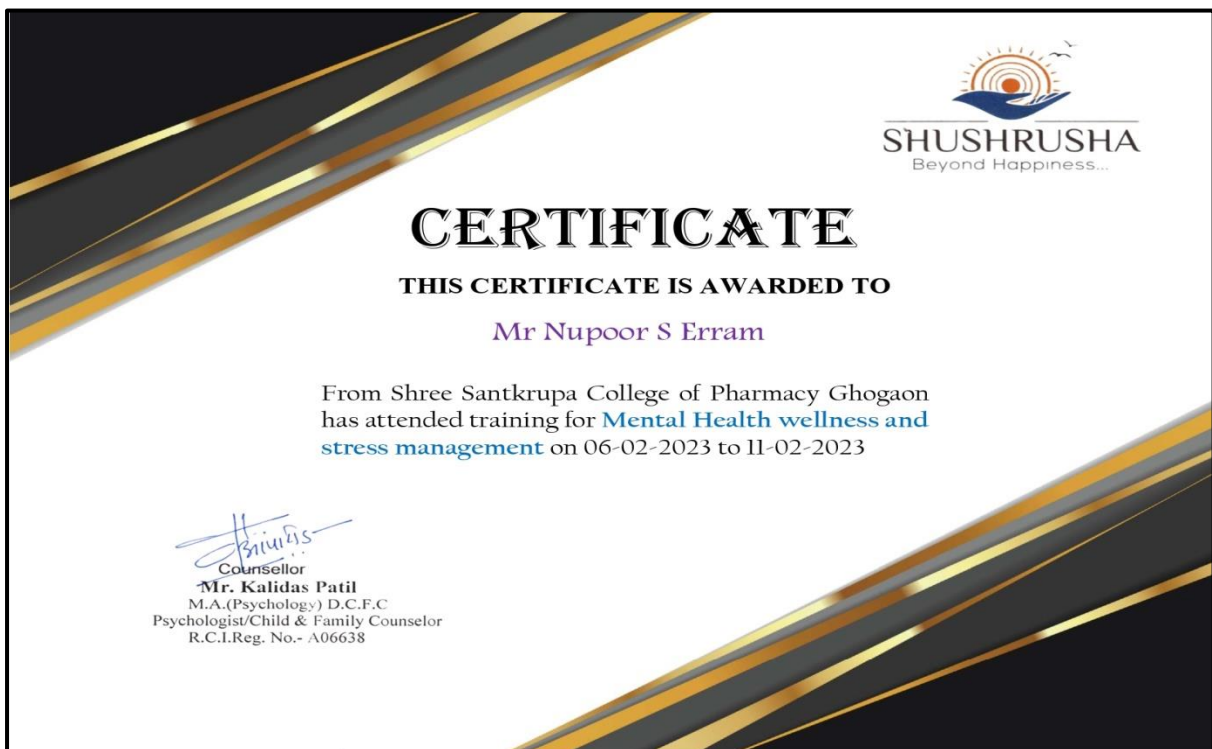 SHUSHRUSHA
Beyond Happiness...
CERTIFICATE
THIS CERTIFICATE IS AWARDED TO
Mr Nupoor S Erram
From Shree Santkrupa College of Pharmacy Ghogaon
has attended training for Mental Health wellness and
stress management on 06-02-2023 to 11-02-2023
Counsellor
Mr. Kalidas Patil
M.A.(Psychology) D.C.F.C
Psychologist/Child & Family Counselor
R.C.I.Reg. No.- A06638